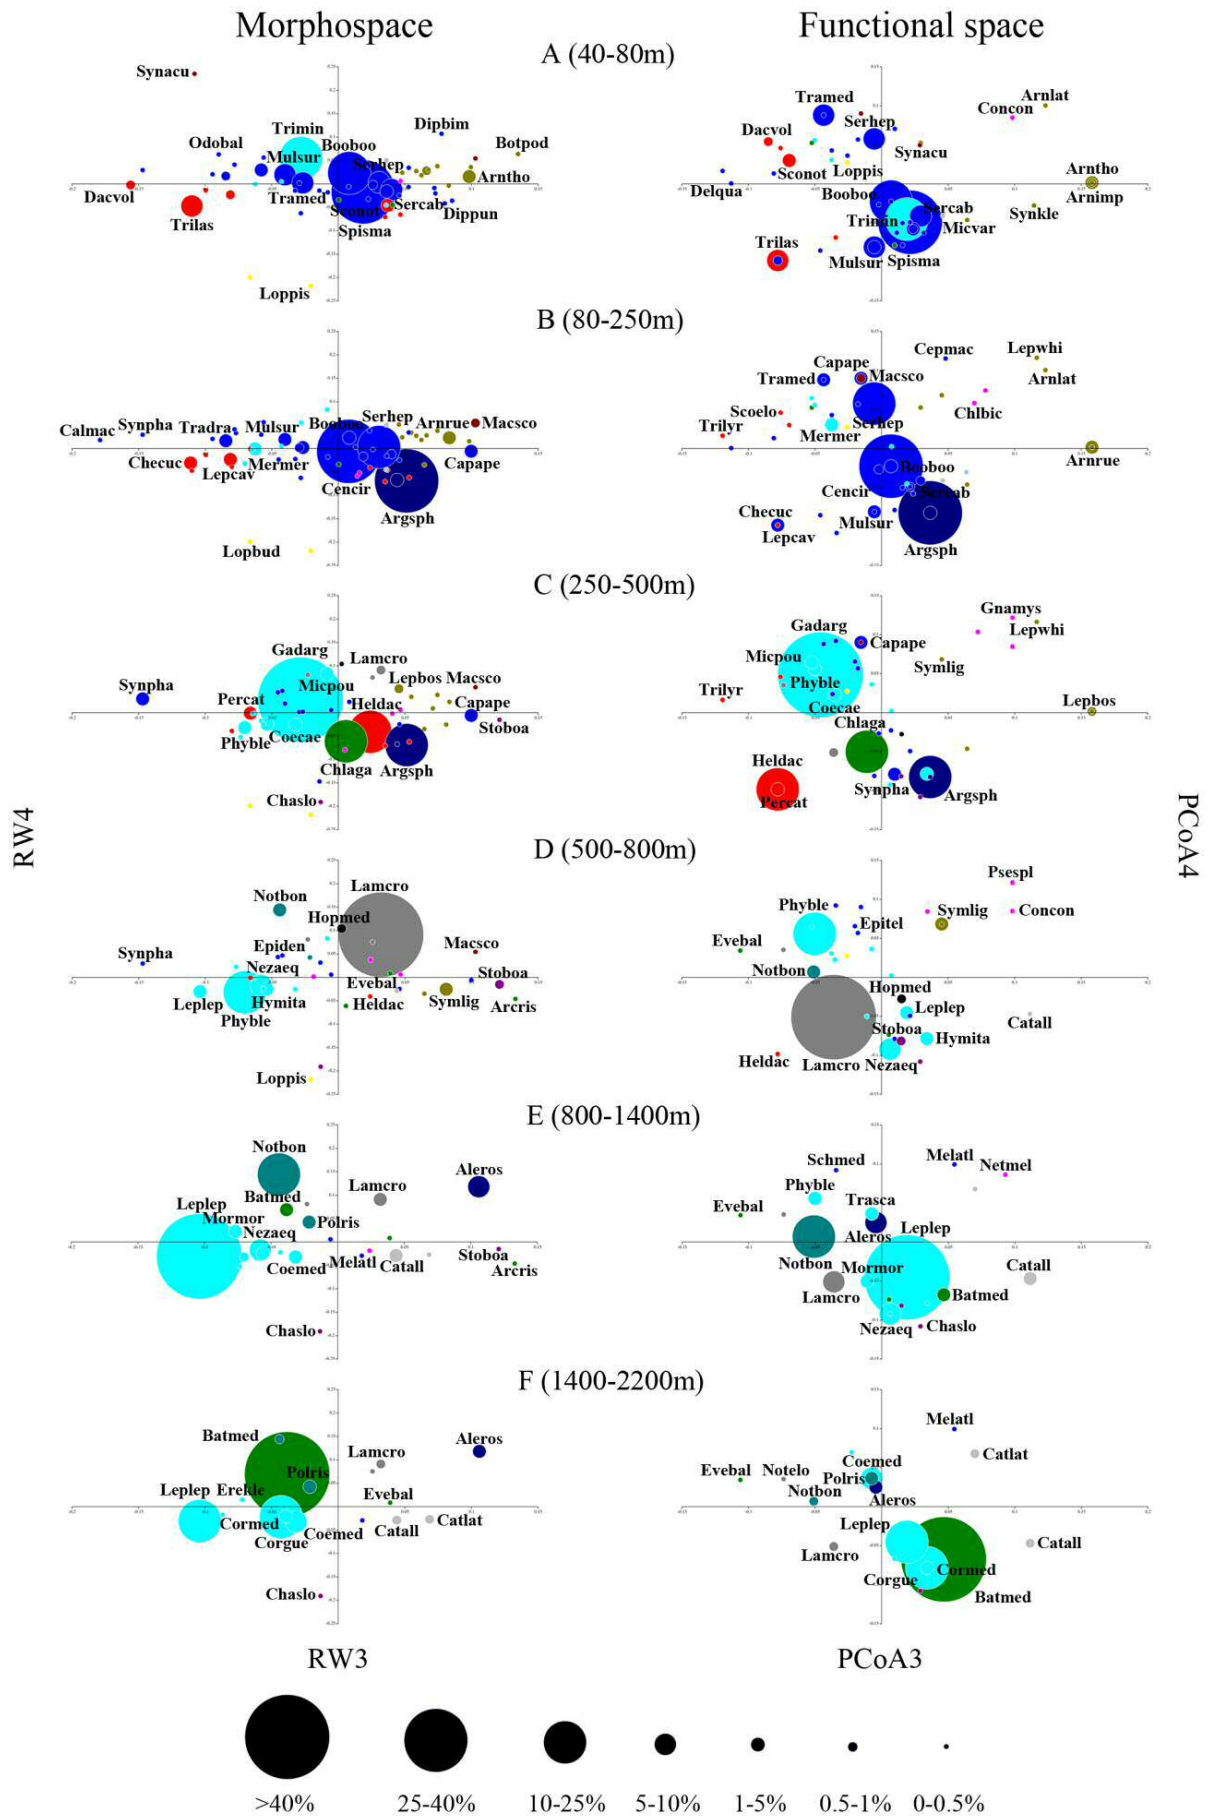 Morphospace Functional space
A (40-80m)
Synacu
Odobal
Trimin
Mulsur
Booboo
Dipbim
Serhep
Botpod
Arntho
Dacvol
Trilas
Tramed
Sconot
Spisma
Sercab
Dippun
Loppis
Tramed
Serhep
Concon
Arnlat
Dacvol
Synacu
Sconot
Loppis
Delqua
Booboo
Trimin
Sercab
Micvar
Synkle
Arntho
Arnimp
Trilas
Mulsur
Spisma
B (80-250m)
Calmac
Synpha
Tradra
Mulsur
Booboo
Serhep
Arnrue
Macsco
Checuc
Lepcav
Mermer
Cencir
Capape
Argsph
Lopbud
Capape
Tramed
Macsco
Cepmac
Lepwhi
Arnlat
Scoelo
Trilyr
Mermer
Serhep
Chlbic
Arnrue
Booboo
Cencir
Sercab
Checuc
Lepcav
Mulsur
Argsph
C (250-500m)
Gadarg
Lamcro
Synpha
Percat
Micpou
Heldac
Lepbos
Macsco
Capape
Stoboa
Phyble
Coecae
Chlaga
Argsph
Chaslo
Gadarg
Capape
Gnamys
Lepwhi
Micpou
Phyble
Symlig
Trilyr
Coecae
Lepbos
Chlaga
Heldac
Percat
Synpha
Argsph
RW4
PCoA4
D (500-800m)
Notbon
Lamcro
Hopmed
Synpha
Epiden
Nezaeq
Macsco
Stoboa
Leplep
Hymita
Phyble
Evebal
Heldac
Symlig
Arcris
Loppis
Phyble
Psespl
Symlig
Concon
Epitel
Evebal
Notbon
Hopmed
Leplep
Catall
Stoboa
Hymita
Heldac
Lamcro
Nezaeq
E (800-1400m)
Notbon
Leplep
Batmed
Lamcro
Aleros
Mormor
Polris
Nezaeq
Coemed
Melatl
Catall
Stoboa
Arcris
Chaslo
Schmed
Melatl
Netmel
Phyble
Trasca
Evebal
Leplep
Aleros
Notbon
Mormor
Catall
Lamcro
Batmed
Nezaeq
Chaslo
F (1400-2200m)
Batmed
Lamcro
Aleros
Polris
Leplep
Erekle
Evebal
Cormed
Corgue
Coemed
Catall
Catlat
Chaslo
Melatl
Catlat
Coemed
Evebal
Notelo
Polris
Notbon
Aleros
Leplep
Lamcro
Catall
Corgue
Cormed
Batmed
RW3 PCoA3
>40% 25-40% 10-25% 5-10% 1-5% 0.5-1% 0-0.5%